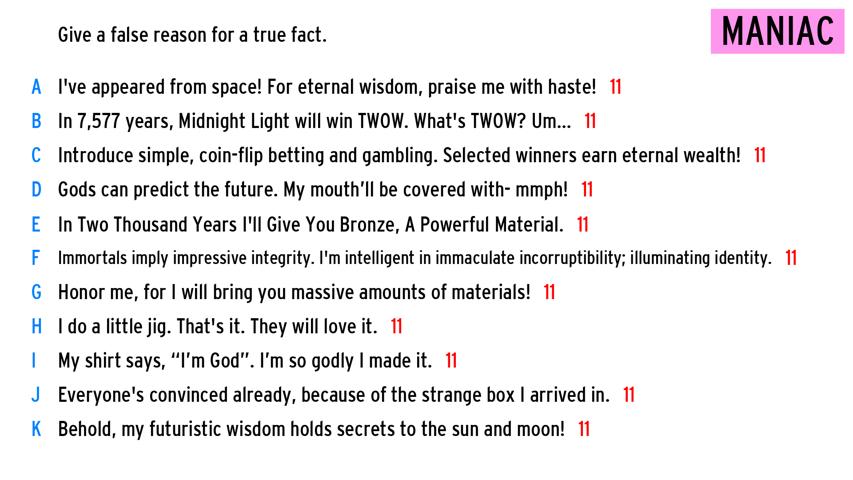 Give a false reason for a true fact.
MANIAC
A I've appeared from space! For eternal wisdom, praise me with haste! 11
B In 7,577 years, Midnight Light will win TWOW. What's TWOW? Um... 11
C Introduce simple, coin-flip betting and gambling. Selected winners earn eternal wealth! 11
D Gods can predict the future. My mouth’ll be covered with- mmph! 11
E In Two Thousand Years I'll Give You Bronze, A Powerful Material. 11
F Immortals imply impressive integrity. I'm intelligent in immaculate incorruptibility; illuminating identity. 11
G Honor me, for I will bring you massive amounts of materials! 11
H I do a little jig. That's it. They will love it. 11
I My shirt says, “I’m God”. I’m so godly I made it. 11
J Everyone's convinced already, because of the strange box I arrived in. 11
K Behold, my futuristic wisdom holds secrets to the sun and moon! 11